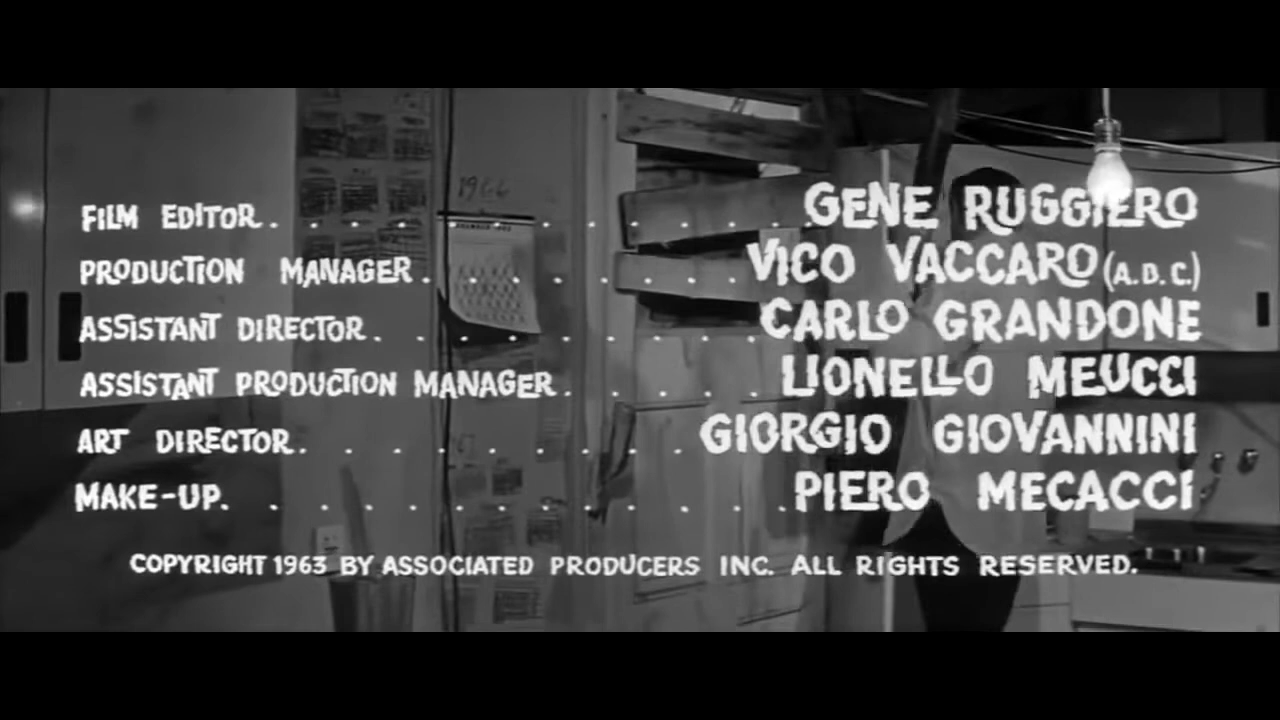 1966
FILM EDITOR. . . . . . . . . . . . GENE RUGGIERO
PRODUCTION MANAGER. . . . . . . . VICO VACCARO (A.D.C.)
ASSISTANT DIRECTOR. . . . . . . . . CARLO GRANDONE
ASSISTANT PRODUCTION MANAGER. . . . . . LIONELLO MEUCCI
ART DIRECTOR. . . . . . . . . GIORGIO GIOVANNINI
MAKE-UP. . . . . . . . . . . . . PIERO MECACCI
COPYRIGHT 1963 BY ASSOCIATED PRODUCERS INC. ALL RIGHTS RESERVED.